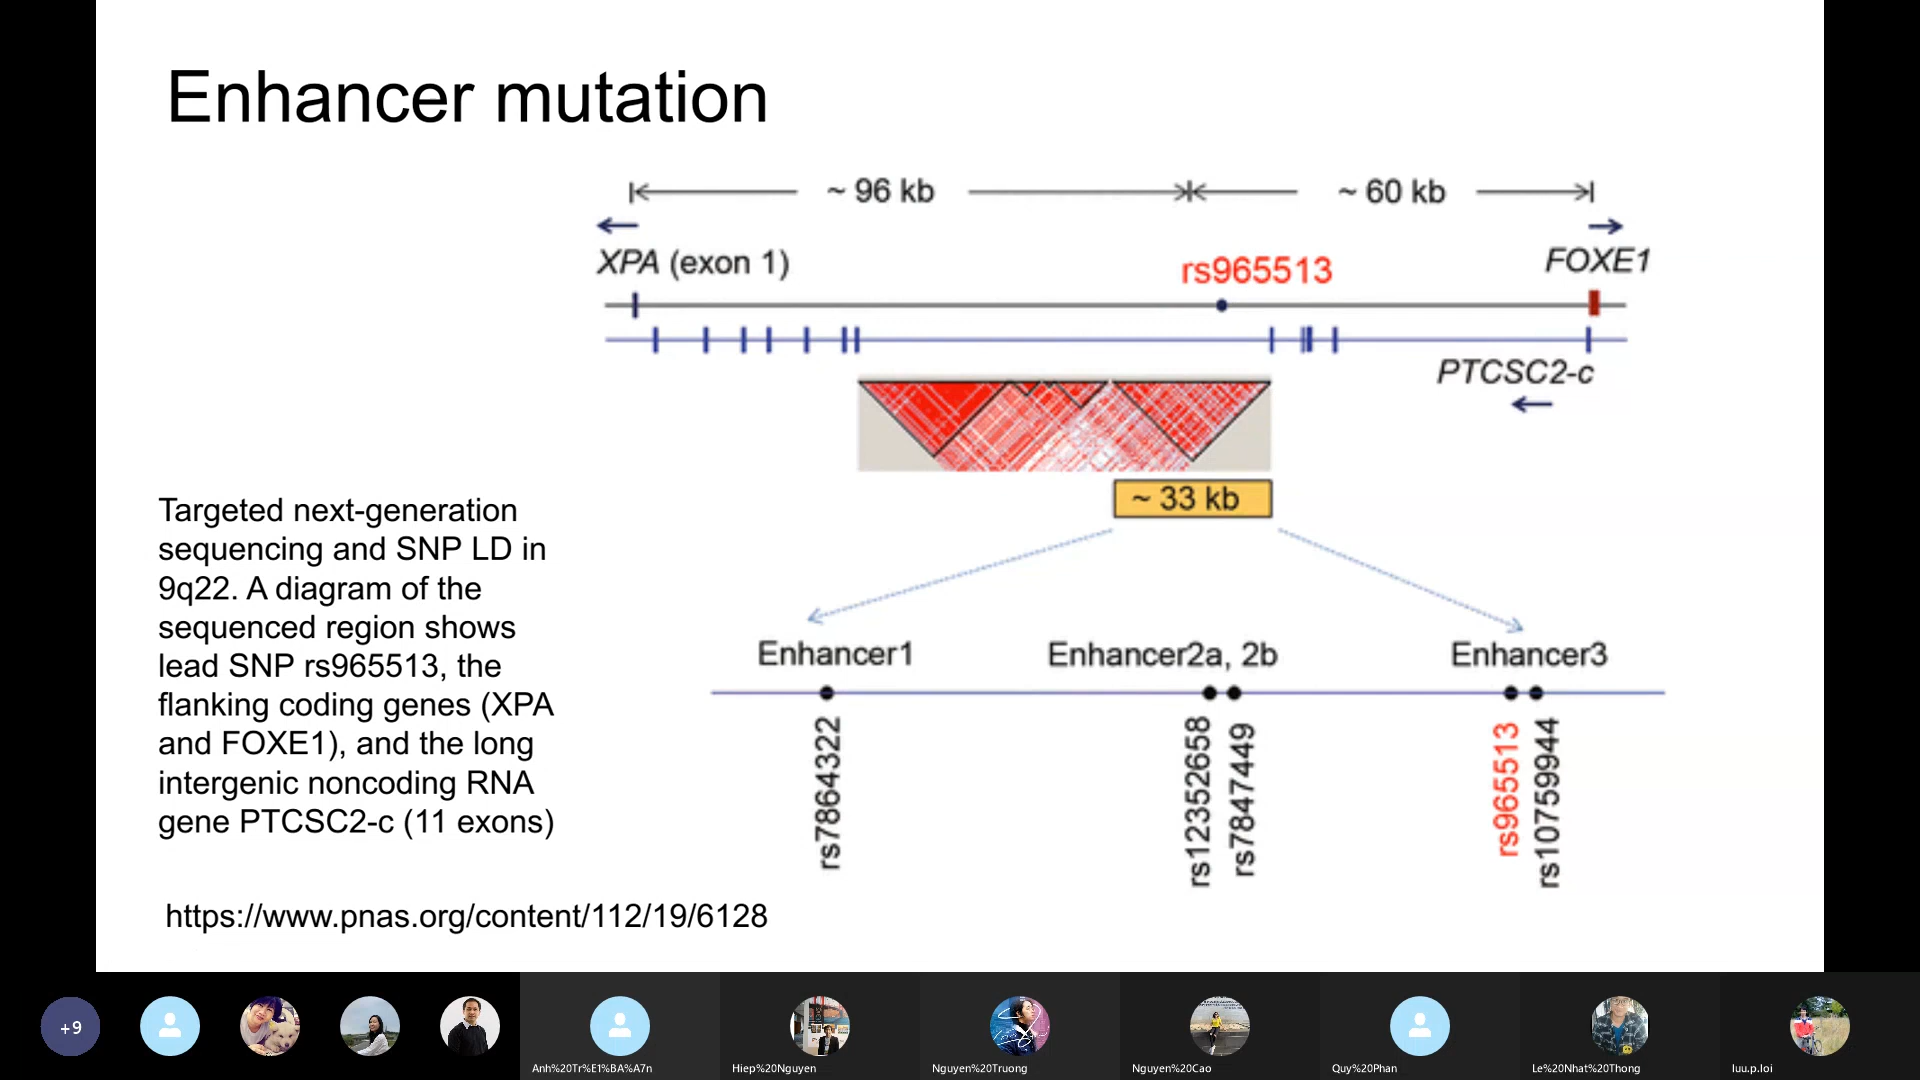 Enhancer mutation
~ 96 kb
~ 60 kb
XPA (exon 1)
rs965513
FOXE1
PTCSC2-c
~ 33 kb
Enhancer1
Enhancer2a, 2b
Enhancer3
rs7864322
rs12352658
rs7847449
rs965513
rs10759944
Targeted next-generation
sequencing and SNP LD in
9q22. A diagram of the
sequenced region shows
lead SNP rs965513, the
flanking coding genes (XPA
and FOXE1), and the long
intergenic noncoding RNA
gene PTCSC2-c (11 exons)
https://www.pnas.org/content/112/19/6128
+9
Anh%20Tr%E1%BA%A7n
Hiep%20Nguyen
Nguyen%20Truong
Nguyen%20Cao
Quy%20Phan
Le%20Nhat%20Thong
luu.p.loi